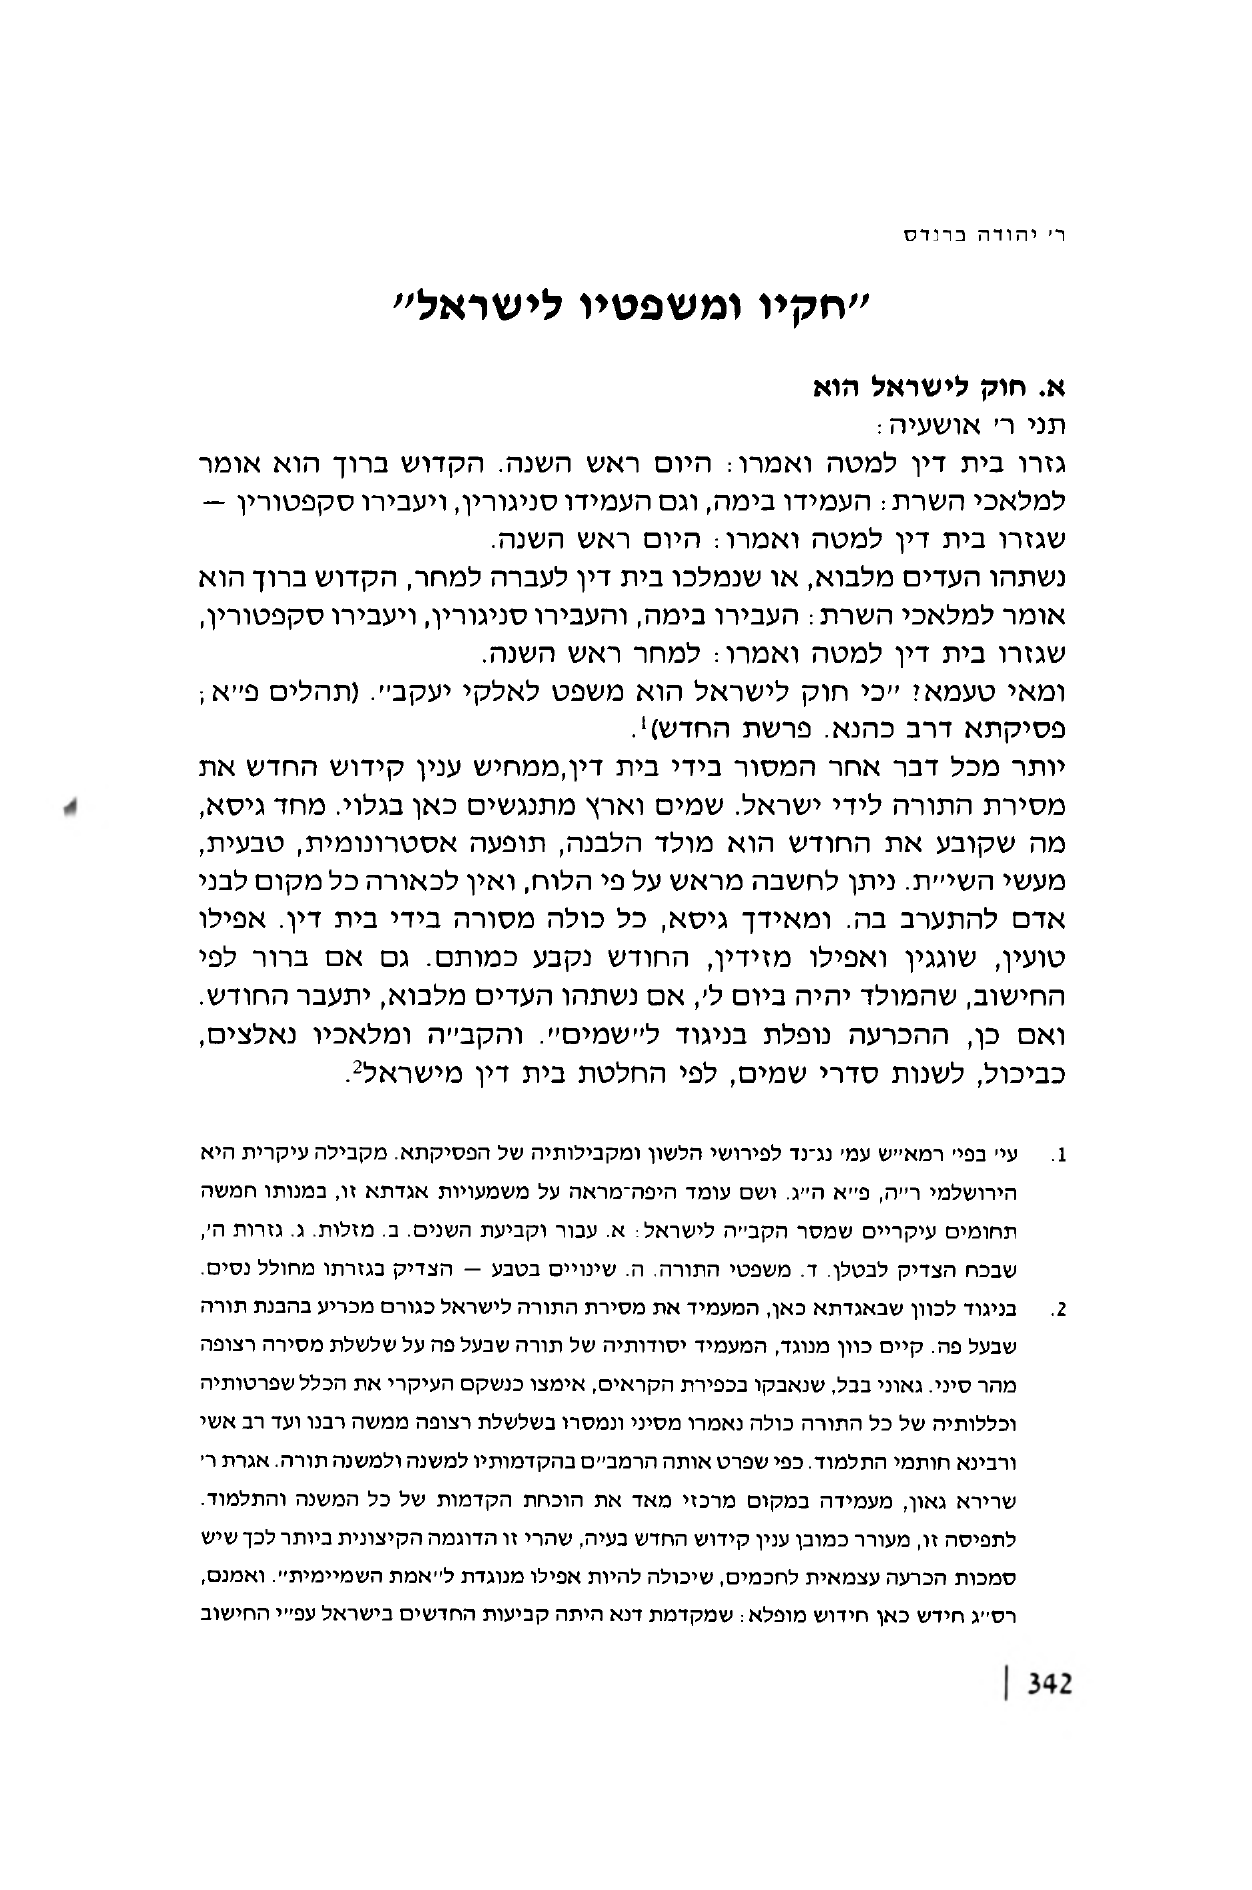 ר׳ יהודה ברנדס
״חקיו ומשפטיו לישראל״
א. חוק לישראל הוא
תני ר׳ אושעיה:
גזרו בית דין למטה ואמרו: היום ראש השנה. הקדוש ברוך הוא אומר
למלאכי השרת: העמידו בימה, וגם העמידו סניגורין, ויעבירו סקפטורין —
שגזרו בית דין למטה ואמרו: היום ראש השנה.
נשתהו העדים מלבוא, או שנמלכו בית דין לעברה למחר, הקדוש ברוך הוא
אומר למלאכי השרת: העבירו בימה, והעבירו סניגורין, ויעבירו סקפטורין,
שגזרו בית דין למטה ואמרו: למחר ראש השנה.
ומאי טעמא? ״כי חוק לישראל הוא משפט לאלקי יעקב״. (תהלים פ״א;
פסיקתא דרב כהנא. פרשת החדש)1.
יותר מכל דבר אחר המסור בידי בית דין,ממחיש ענין קידוש החדש את
מסירת התורה לידי ישראל. שמים וארץ מתנגשים כאן בגלוי. מחד גיסא,
מה שקובע את החודש הוא מולד הלבנה, תופעה אסטרונומית, טבעית,
מעשי השי״ת. ניתן לחשבה מראש על פי הלוח, ואין לכאורה כל מקום לבני
אדם להתערב בה. ומאידך גיסא, כל כולה מסורה בידי בית דין. אפילו
טועין, שוגגין ואפילו מזידין, החודש נקבע כמותם. גם אם ברור לפי
החישוב, שהמולד יהיה ביום ל׳, אם נשתהו העדים מלבוא, יתעבר החודש.
ואם כן, ההכרעה נופלת בניגוד ל״שמים״. והקב״ה ומלאכיו נאלצים,
כביכול, לשנות סדרי שמים, לפי החלטת בית דין מישראל2.
1. עי׳ בפי׳ רמא״ש עמ׳ נג־נד לפירושי הלשון ומקבילותיה של הפסיקתא. מקבילה עיקרית היא
הירושלמי ר״ה, פ״א ה״ג. ושם עומד היפה־מראה על משמעויות אגדתא זו, במנותו חמשה
תחומים עיקריים שמסר הקב״ה לישראל: א. עבור וקביעת השנים. ב. מזלות. ג. גזרות ה׳,
שבכח הצדיק לבטלן. ד. משפטי התורה. ה. שינויים בטבע — הצדיק בגזרתו מחולל נסים.
2. בניגוד לכוון שבאגדתא כאן, המעמיד את מסירת התורה לישראל כגורם מכריע בהבנת תורה
שבעל פה. קיים כוון מנוגד, המעמיד יסודותיה של תורה שבעל פה על שלשלת מסירה רצופה
מהר סיני. גאוני בבל, שנאבקו בכפירת הקראים, אימצו כנשקם העיקרי את הכלל שפרטותיה
וכללותיה של כל התורה כולה נאמרו מסיני ונמסרו בשלשלת רצופה ממשה רבנו ועד רב אשי
ורבינא חותמי התלמוד. כפי שפרט אותה הרמב״ם בהקדמותיו למשנה ולמשנה תורה. אגרת ר׳
שרירא גאון, מעמידה במקום מרכזי מאד את הוכחת הקדמות של כל המשנה והתלמוד.
לתפיסה זו, מעורר כמובן ענין קידוש החדש בעיה, שהרי זו הדוגמה הקיצונית ביותר לכך שיש
סמכות הכרעה עצמאית לחכמים, שיכולה להיות אפילו מנוגדת ל״אמת השמיימית״. ואמנם,
רס״ג חידש כאן חידוש מופלא: שמקדמת דנא היתה קביעות החדשים בישראל עפ״י החישוב
342